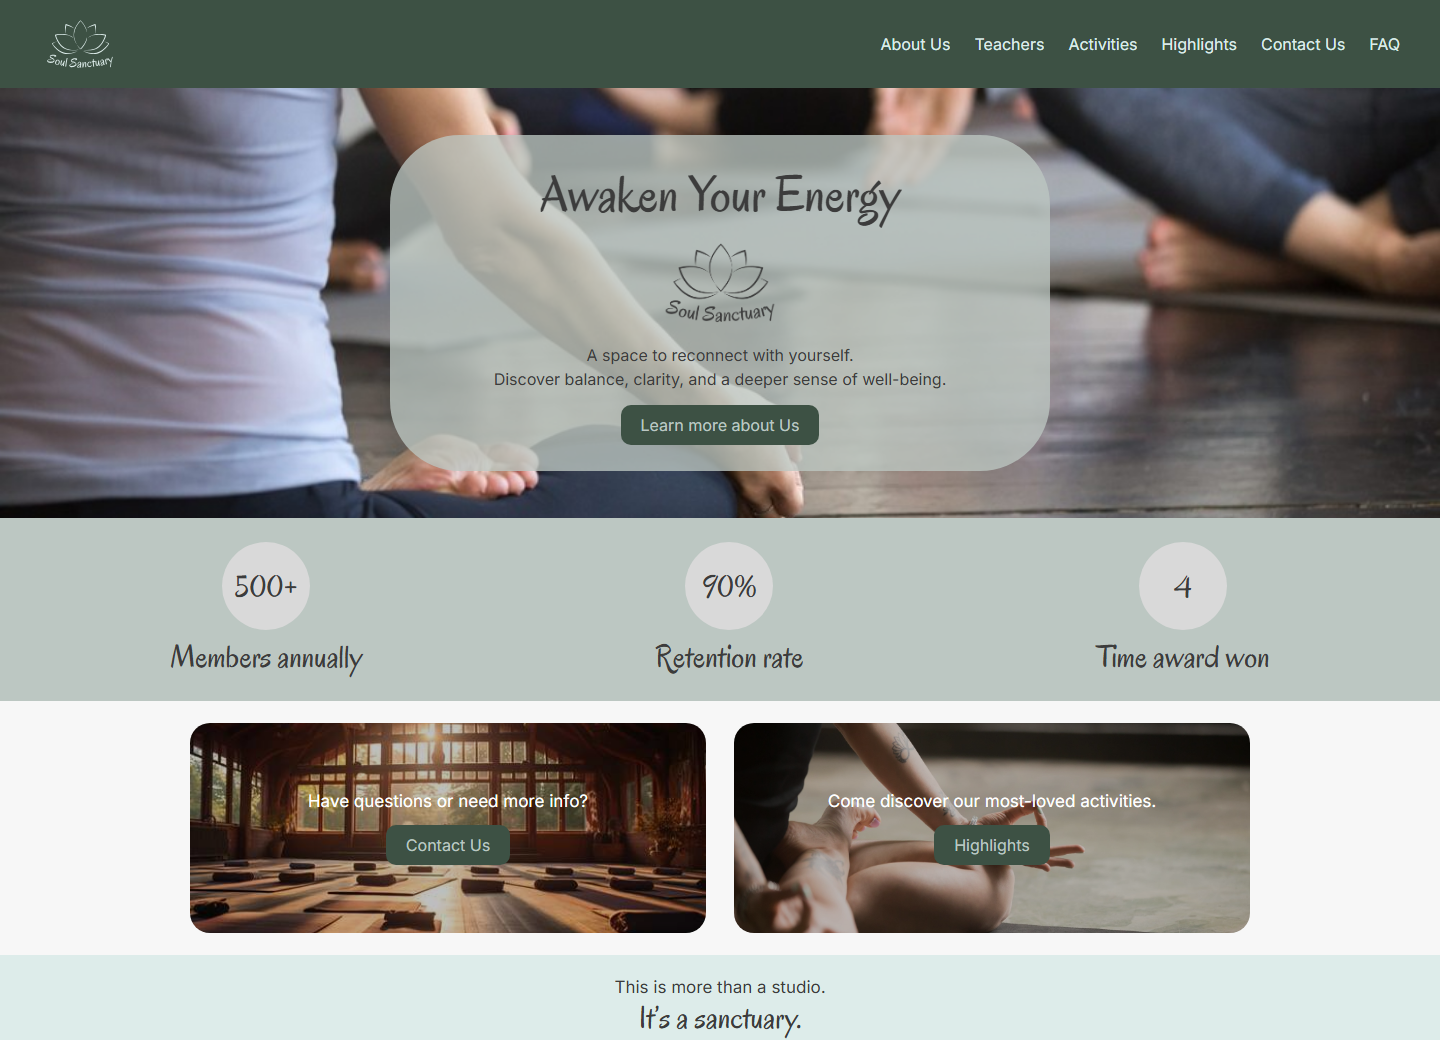 Soul Sanctuary
About Us Teachers Activities Highlights Contact Us FAQ
Awaken Your Energy
Soul Sanctuary
A space to reconnect with yourself.
Discover balance, clarity, and a deeper sense of well-being.
Learn more about Us
500+ 90% 4
Members annually Retention rate Time award won
Have questions or need more info?
Contact Us
Come discover our most-loved activities.
Highlights
This is more than a studio.
It's a sanctuary.